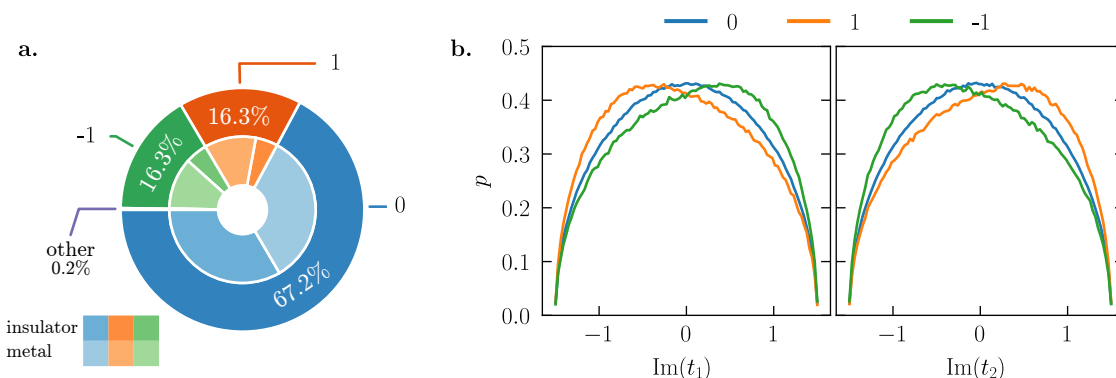 a.
1
16.3%
-1
16.3%
0
other
0.2%
67.2%
insulator
metal
b.
0 1 -1
0.5
0.4
0.3
0.2
0.1
0.0
p
−1 0 1
Im(t₁)
−1 0 1
Im(t₂)